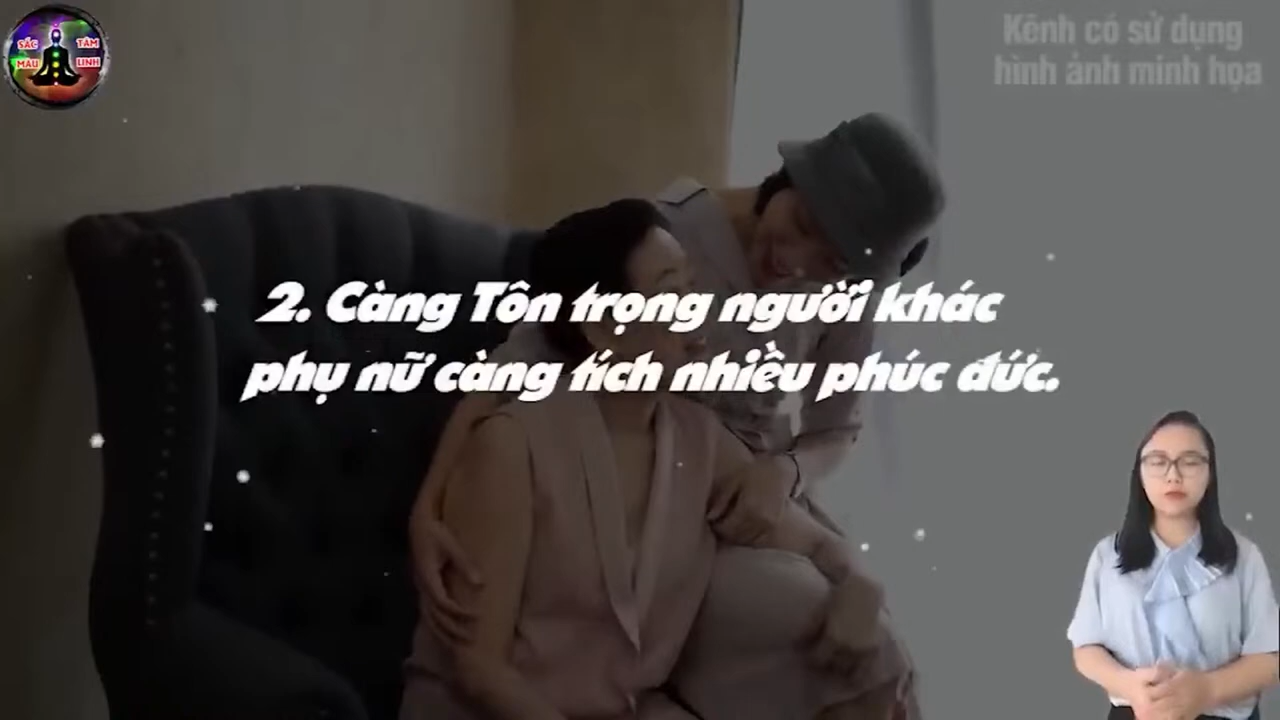 SẮC
MÀU
TÂM
LINH
Kênh có sử dụng
hình ảnh minh họa
2. Càng Tôn trọng người khác
phụ nữ càng tích nhiều phúc đức.